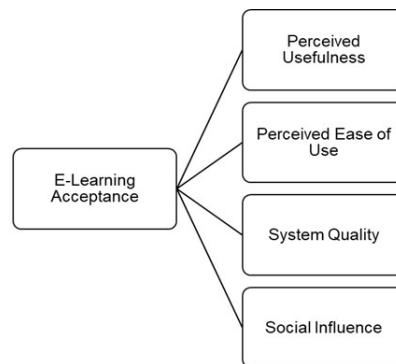 Perceived
Usefulness
Perceived Ease of
Use
E-Learning
Acceptance
System Quality
Social Influence